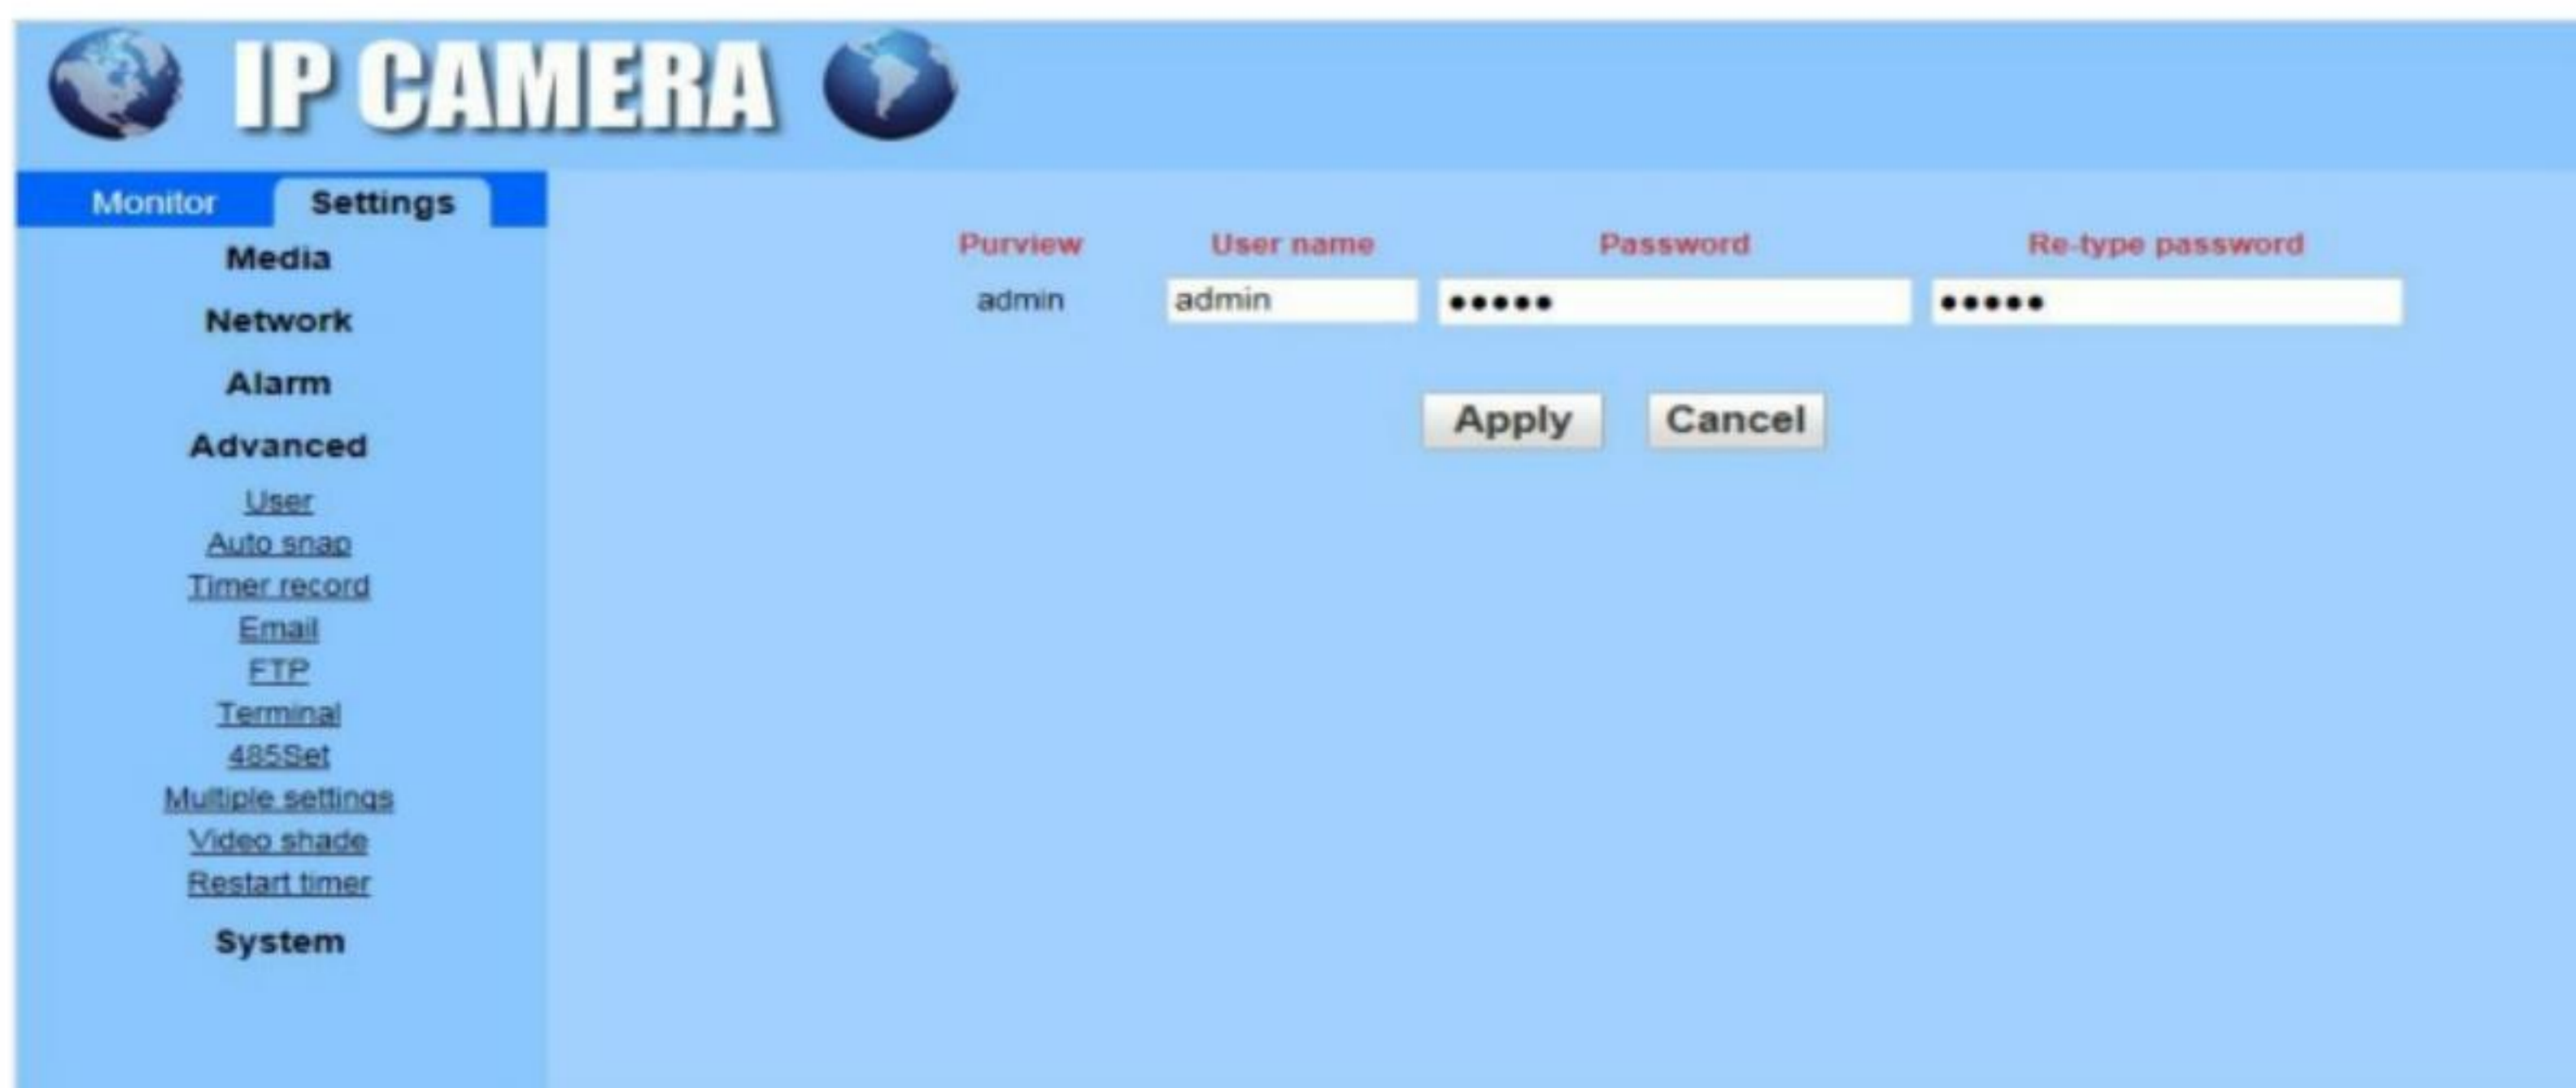 IP CAMERA
Monitor Settings
Media
Network
Alarm
Advanced
User
Auto snap
Timer record
Email
FTP
Terminal
485Set
Multiple settings
Video shade
Restart timer
System
Purview User name Password Re-type password
admin admin ••••• •••••
Apply Cancel